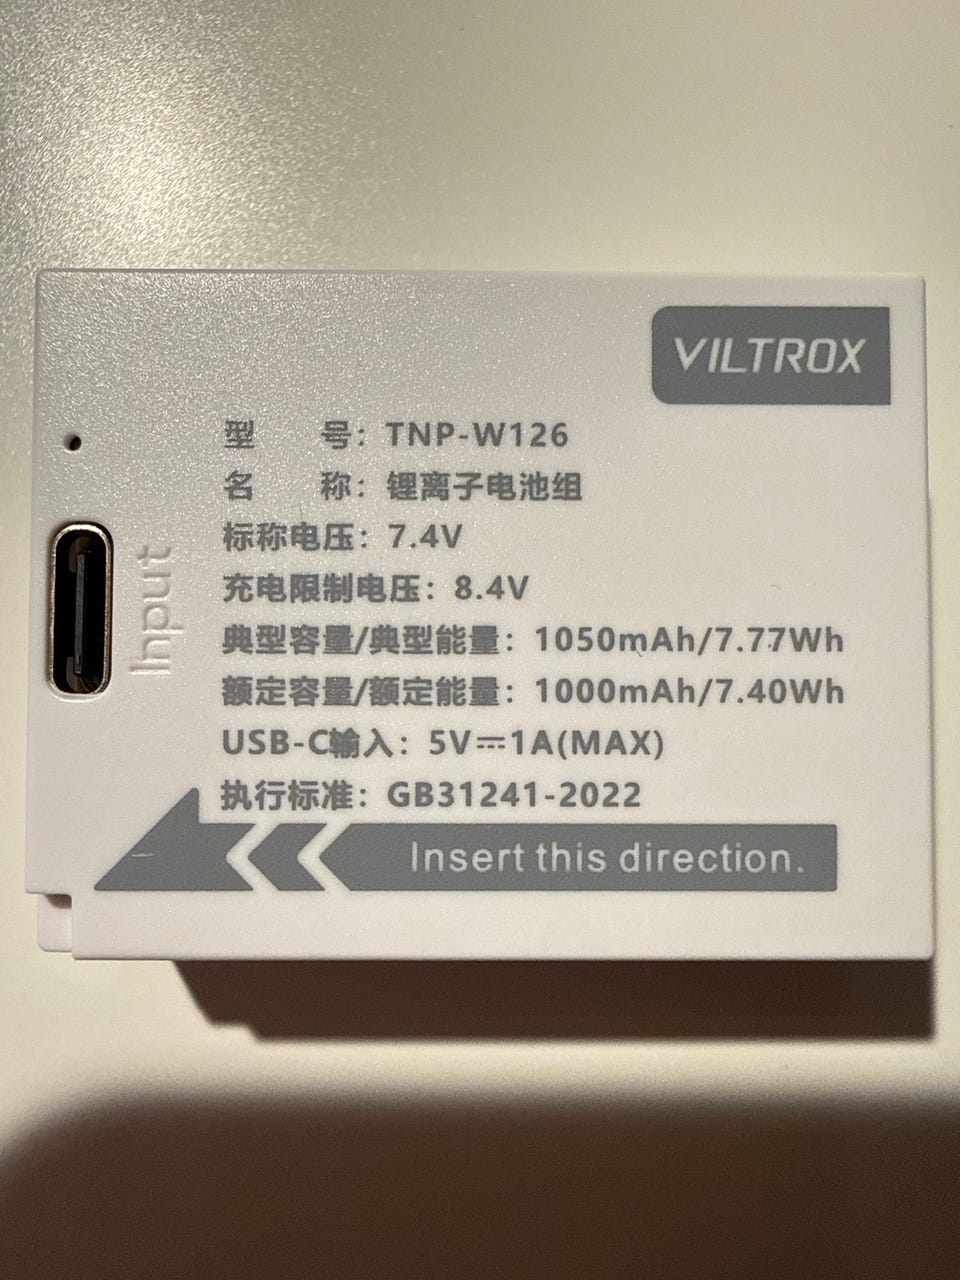 VILTROX
型 号：TNP-W126
名 称：锂离子电池组
标称电压：7.4V
充电限制电压：8.4V
典型容量/典型能量：1050mAh/7.77Wh
额定容量/额定能量：1000mAh/7.40Wh
USB-C输入：5V⎓1A(MAX)
执行标准：GB31241-2022
Input
Insert this direction.